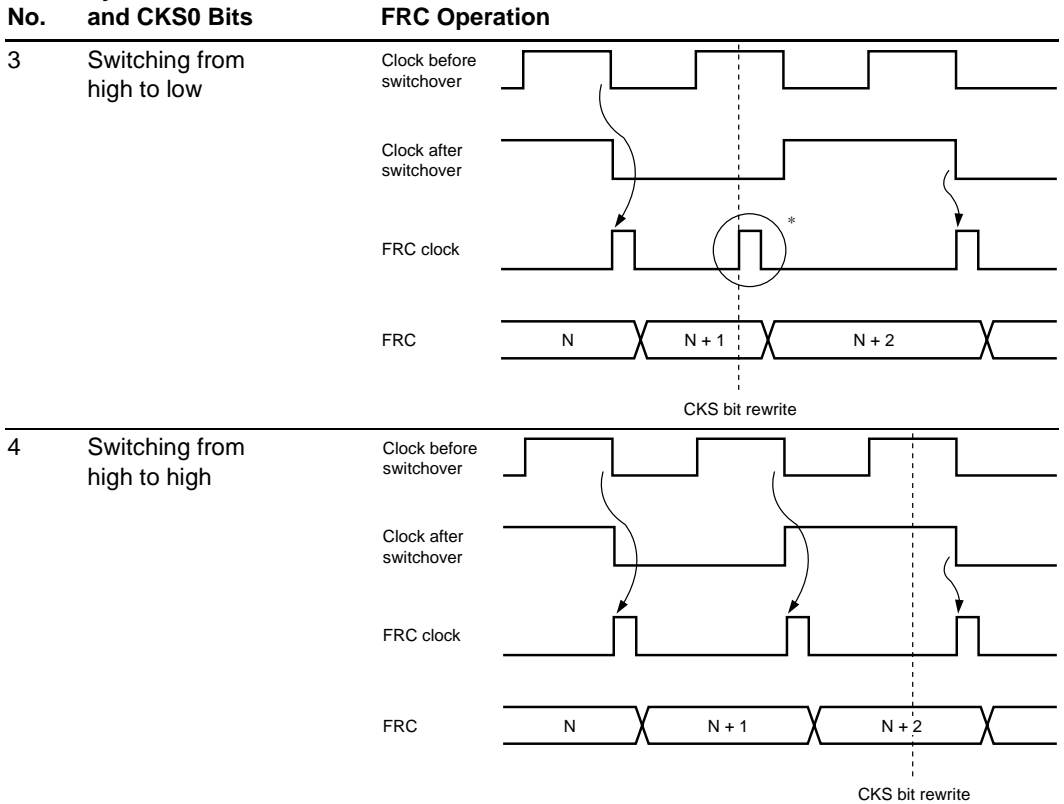 No. and CKS0 Bits FRC Operation
3 Switching from
high to low
Clock before
switchover
Clock after
switchover
*
FRC clock
FRC N N + 1 N + 2
CKS bit rewrite
4 Switching from
high to high
Clock before
switchover
Clock after
switchover
FRC clock
FRC N N + 1 N + 2
CKS bit rewrite